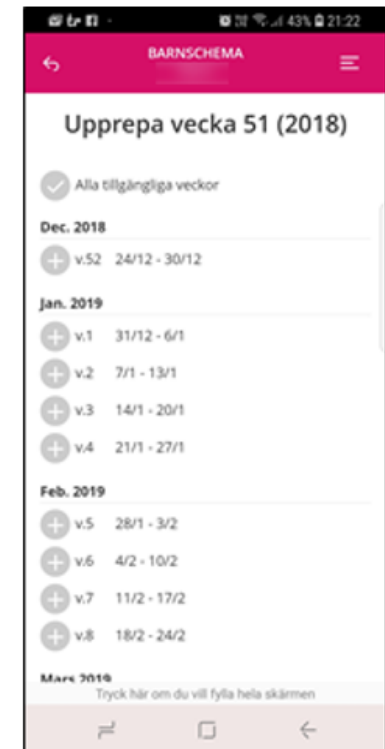 43% 21:22
BARNSCHEMA
Upprepa vecka 51 (2018)
Alla tillgängliga veckor
Dec. 2018
v.52 24/12 - 30/12
Jan. 2019
v.1 31/12 - 6/1
v.2 7/1 - 13/1
v.3 14/1 - 20/1
v.4 21/1 - 27/1
Feb. 2019
v.5 28/1 - 3/2
v.6 4/2 - 10/2
v.7 11/2 - 17/2
v.8 18/2 - 24/2
Mars 2019
Tryck här om du vill fylla hela skärmen